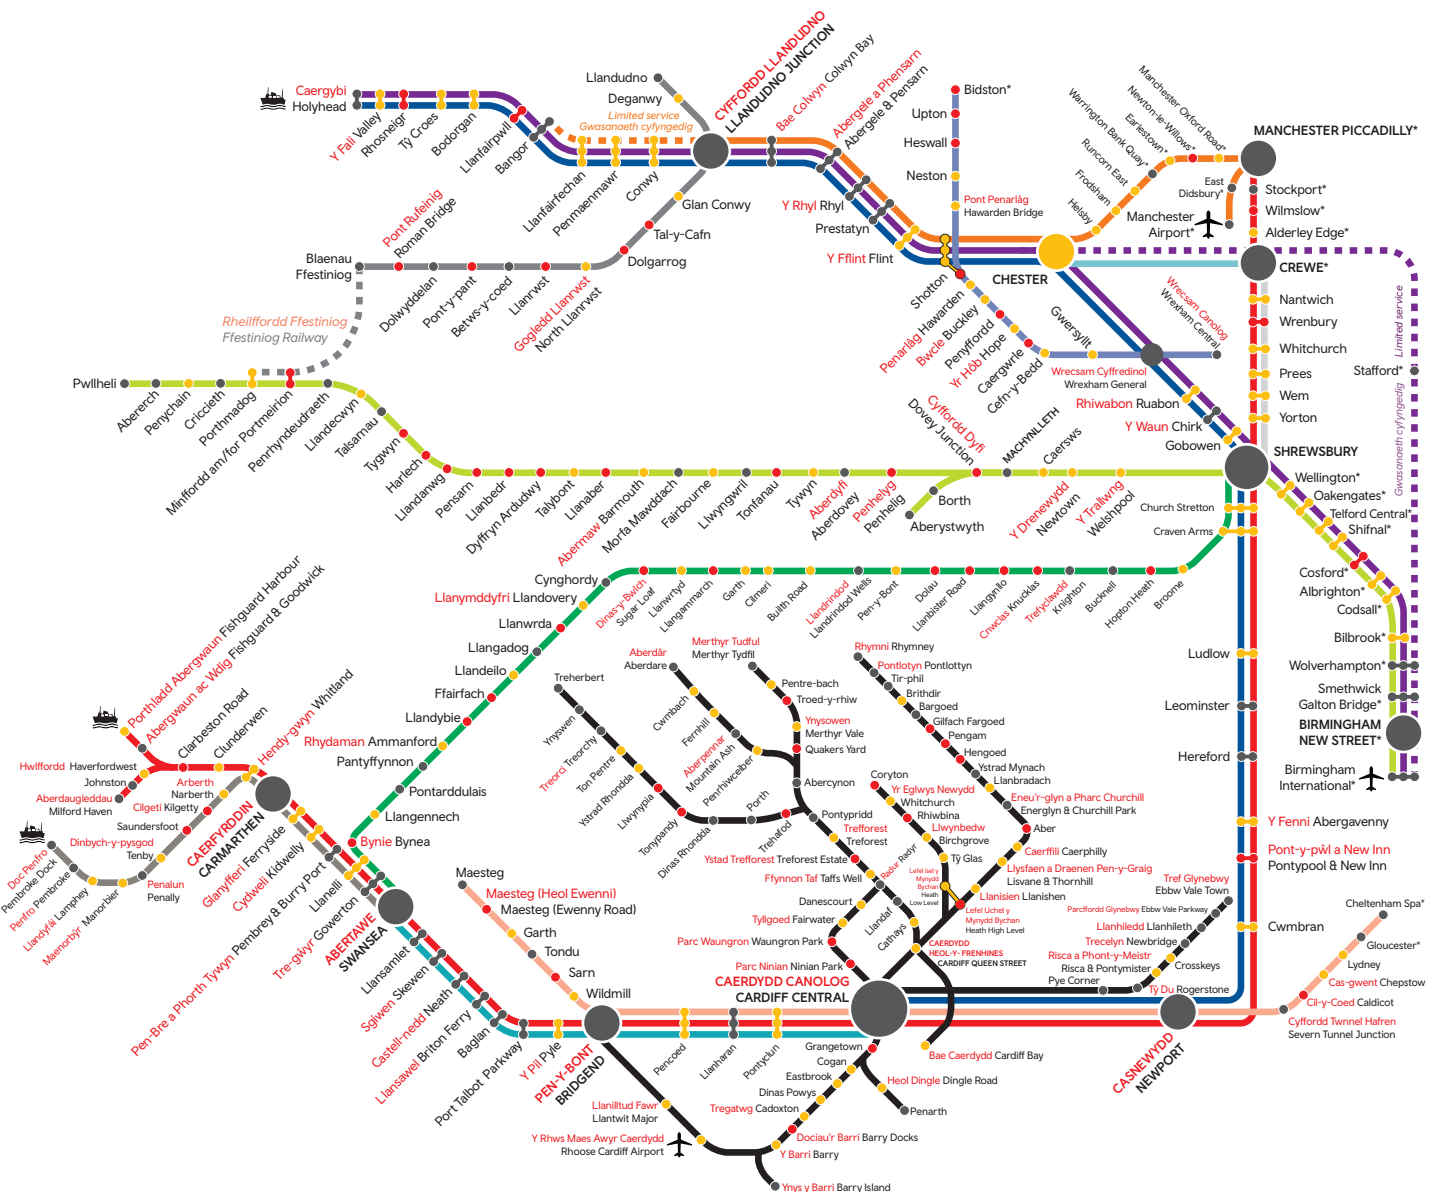 Caergybi
Holyhead
Y Fali Valley
Rhosneigr
Tŷ Croes
Bodorgan
Llanfairpwll
Bangor
Llanfairfechan
Penmaenmawr
Conwy
Llandudno
Deganwy
Limited service
Gwasanaeth cyfyngedig
CYFFORDD LLANDUDNO
LLANDUDNO JUNCTION
Bae Colwyn Colwyn Bay
Abergele a Phensarn
Abergele & Pensarn
Y Rhyl Rhyl
Prestatyn
Y Fflint Flint
Shotton
CHESTER
Bidston*
Upton
Heswall
Neston
Pont Penarlâg
Hawarden Bridge
Penarlâg Hawarden
Bwcle Buckley
Penyffordd
Yr Hôb Hope
Caergwrle
Cefn-y-Bedd
Gwersyllt
Wrecsam Cyffredinol
Wrexham General
Wrecsam Canolog
Wrexham Central
Helsby
Frodsham
Runcorn East
Warrington Bank Quay*
Earlestown*
Newton-le-Willows*
Manchester Oxford Road*
MANCHESTER PICCADILLY*
East
Didsbury*
Manchester
Airport*
Stockport*
Wilmslow*
Alderley Edge*
CREWE*
Nantwich
Wrenbury
Whitchurch
Prees
Wem
Yorton
SHREWSBURY
Limited service
Gwasanaeth cyfyngedig
Stafford*
Rhiwabon Ruabon
Y Waun Chirk
Gobowen
Glan Conwy
Tal-y-Cafn
Dolgarrog
Gogledd Llanrwst
North Llanrwst
Llanrwst
Betws-y-coed
Pont-y-pant
Dolwyddelan
Pont Rufeinig
Roman Bridge
Blaenau
Ffestiniog
Rheilffordd Ffestiniog
Ffestiniog Railway
Pwllheli
Abererch
Penychain
Criccieth
Porthmadog
Minffordd am/for Portmeirion
Penrhyndeudraeth
Llandecwyn
Talsarnau
Tygwyn
Harlech
Llandanwg
Pensarn
Llanbedr
Dyffryn Ardudwy
Talybont
Llanaber
Abermaw Barmouth
Morfa Mawddach
Fairbourne
Llwyngwril
Tonfanau
Tywyn
Aberdyfi
Aberdovey
Penhelyg
Penhelig
Cyffordd Dyfi
Dovey Junction
Borth
Aberystwyth
MACHYNLLETH
Caersws
Y Drenewydd
Newtown
Y Trallwng
Welshpool
Wellington*
Oakengates*
Telford Central*
Shifnal*
Cosford*
Albrighton*
Codsall*
Bilbrook*
Wolverhampton*
Smethwick
Galton Bridge*
BIRMINGHAM
NEW STREET*
Birmingham
International*
Church Stretton
Craven Arms
Ludlow
Leominster
Hereford
Y Fenni Abergavenny
Pont-y-pŵl a New Inn
Pontypool & New Inn
Cwmbran
Broome
Hopton Heath
Bucknell
Trefyclawdd
Knighton
Cnwclas Knucklas
Llangynllo
Llanbister Road
Dolau
Pen-y-Bont
Llandrindod
Llandrindod Wells
Builth Road
Cilmeri
Garth
Llangammarch
Llanwrtyd
Dinas-y-Bwlch
Sugar Loaf
Cynghordy
Llanymddyfri Llandovery
Llanwrda
Llangadog
Llandeilo
Ffairfach
Llandybie
Rhydaman Ammanford
Pantyffynnon
Pontarddulais
Llangennech
Bynie Bynea
Porthladd Abergwaun Fishguard Harbour
Abergwaun ac Wdig Fishguard & Goodwick
Clarbeston Road
Clunderwen
Hendy-gwyn Whitland
Hwlffordd Haverfordwest
Johnston
Aberdaugleddau
Milford Haven
Arberth
Narberth
Cilgeti Kilgetty
Saundersfoot
Dinbych-y-pysgod
Tenby
Penalun
Penally
Maenorbŷr Manorbier
Llandyfái Lamphey
Penfro Pembroke
Doc Penfro
Pembroke Dock
CAERFYRDDIN
CARMARTHEN
Glanyfferi Ferryside
Cydweli Kidwelly
Pen-Bre a Phorth Tywyn Pembrey & Burry Port
Llanelli
Tre-gŵyr Gowerton
ABERTAWE
SWANSEA
Llansamlet
Sgiwen Skewen
Castell-nedd Neath
Llansawel Briton Ferry
Baglan
Port Talbot Parkway
Y Pîl Pyle
PEN-Y-BONT
BRIDGEND
Maesteg
Maesteg (Heol Ewenni)
Maesteg (Ewenny Road)
Garth
Tondu
Sarn
Wildmill
Pencoed
Llanharan
Pontyclun
Treherbert
Ynyswen
Treorci Treorchy
Ton Pentre
Ystrad Rhondda
Llwynypia
Tonypandy
Dinas Rhondda
Porth
Trehafod
Aberdâr
Aberdare
Cwmbach
Fernhill
Aberpennar
Mountain Ash
Penrhiwceiber
Merthyr Tudful
Merthyr Tydfil
Pentre-bach
Troed-y-rhiw
Ynysowen
Merthyr Vale
Quakers Yard
Abercynon
Pontypridd
Trefforest
Treforest
Ystad Trefforest Treforest Estate
Ffynnon Taf Taffs Well
Radur Radyr
Danescourt
Tyllgoed Fairwater
Parc Waungron Waungron Park
Parc Ninian Ninian Park
Llandaf
Cathays
CAERDYDD CANOLOG
CARDIFF CENTRAL
CAERDYDD
HEOL-Y-FRENHINES
CARDIFF QUEEN STREET
Rhymni Rhymney
Pontlotyn Pontlottyn
Tir-phil
Brithdir
Bargoed
Gilfach Fargoed
Pengam
Hengoed
Ystrad Mynach
Llanbradach
Eneu'r-glyn a Pharc Churchill
Energlyn & Churchill Park
Aber
Caerffili Caerphilly
Llysfaen a Draenen Pen-y-Graig
Lisvane & Thornhill
Llanisien Llanishen
Lefel Uchel y
Mynydd Bychan
Heath High Level
Coryton
Yr Eglwys Newydd
Whitchurch
Rhiwbina
Llwynbedw
Birchgrove
Tŷ Glas
Lefel Isel y
Mynydd
Bychan
Heath
Low Level
Tref Glynebwy
Ebbw Vale Town
Parcffordd Glynebwy Ebbw Vale Parkway
Llanhiledd Llanhileth
Trecelyn Newbridge
Crosskeys
Risca a Phont-y-Meistr
Risca & Pontymister
Tŷ Du Rogerstone
Pye Corner
CASNEWYDD
NEWPORT
Cheltenham Spa*
Gloucester*
Lydney
Cas-gwent Chepstow
Cil-y-Coed Caldicot
Cyffordd Twnnel Hafren
Severn Tunnel Junction
Bae Caerdydd Cardiff Bay
Grangetown
Cogan
Eastbrook
Dinas Powys
Tregatwg Cadoxton
Dociau'r Barri Barry Docks
Y Barri Barry
Ynys y Barri Barry Island
Heol Dingle Dingle Road
Penarth
Llanilltud Fawr
Llantwit Major
Y Rhws Maes Awyr Caerdydd
Rhoose Cardiff Airport